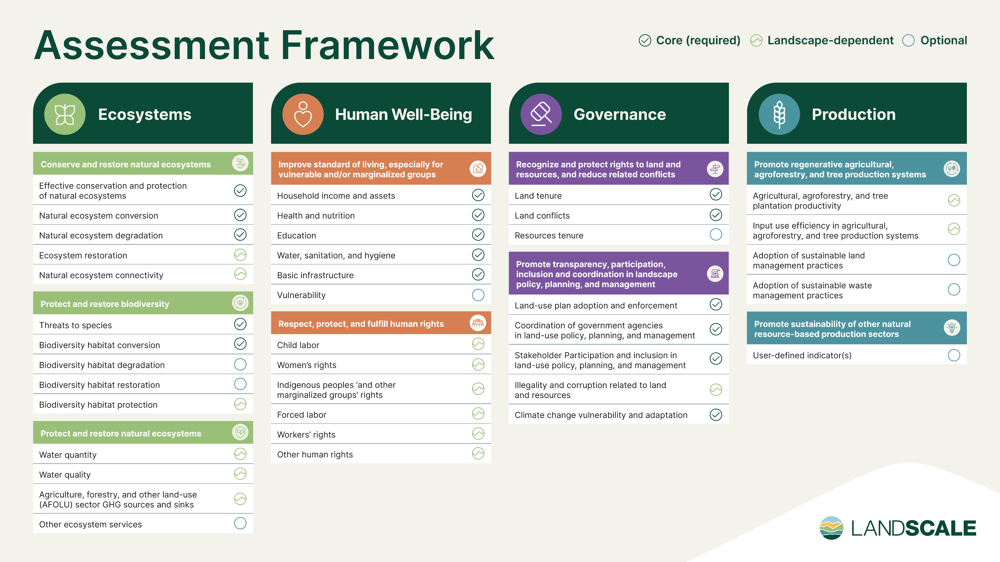 Assessment Framework
Core (required)
Landscape-dependent
Optional
Ecosystems
Conserve and restore natural ecosystems
Effective conservation and protection
of natural ecosystems
Natural ecosystem conversion
Natural ecosystem degradation
Ecosystem restoration
Natural ecosystem connectivity
Protect and restore biodiversity
Threats to species
Biodiversity habitat conversion
Biodiversity habitat degradation
Biodiversity habitat restoration
Biodiversity habitat protection
Protect and restore natural ecosystems
Water quantity
Water quality
Agriculture, forestry, and other land-use
(AFOLU) sector GHG sources and sinks
Other ecosystem services
Human Well-Being
Improve standard of living, especially for
vulnerable and/or marginalized groups
Household income and assets
Health and nutrition
Education
Water, sanitation, and hygiene
Basic infrastructure
Vulnerability
Respect, protect, and fulfill human rights
Child labor
Women’s rights
Indigenous peoples ‘and other
marginalized groups’ rights
Forced labor
Workers’ rights
Other human rights
Governance
Recognize and protect rights to land and
resources, and reduce related conflicts
Land tenure
Land conflicts
Resources tenure
Promote transparency, participation,
inclusion and coordination in landscape
policy, planning, and management
Land-use plan adoption and enforcement
Coordination of government agencies
in land-use policy, planning, and management
Stakeholder Participation and inclusion in
land-use policy, planning, and management
Illegality and corruption related to land
and resources
Climate change vulnerability and adaptation
Production
Promote regenerative agricultural,
agroforestry, and tree production systems
Agricultural, agroforestry, and tree
plantation productivity
Input use efficiency in agricultural,
agroforestry, and tree production systems
Adoption of sustainable land
management practices
Adoption of sustainable waste
management practices
Promote sustainability of other natural
resource-based production sectors
User-defined indicator(s)
LANDSCALE